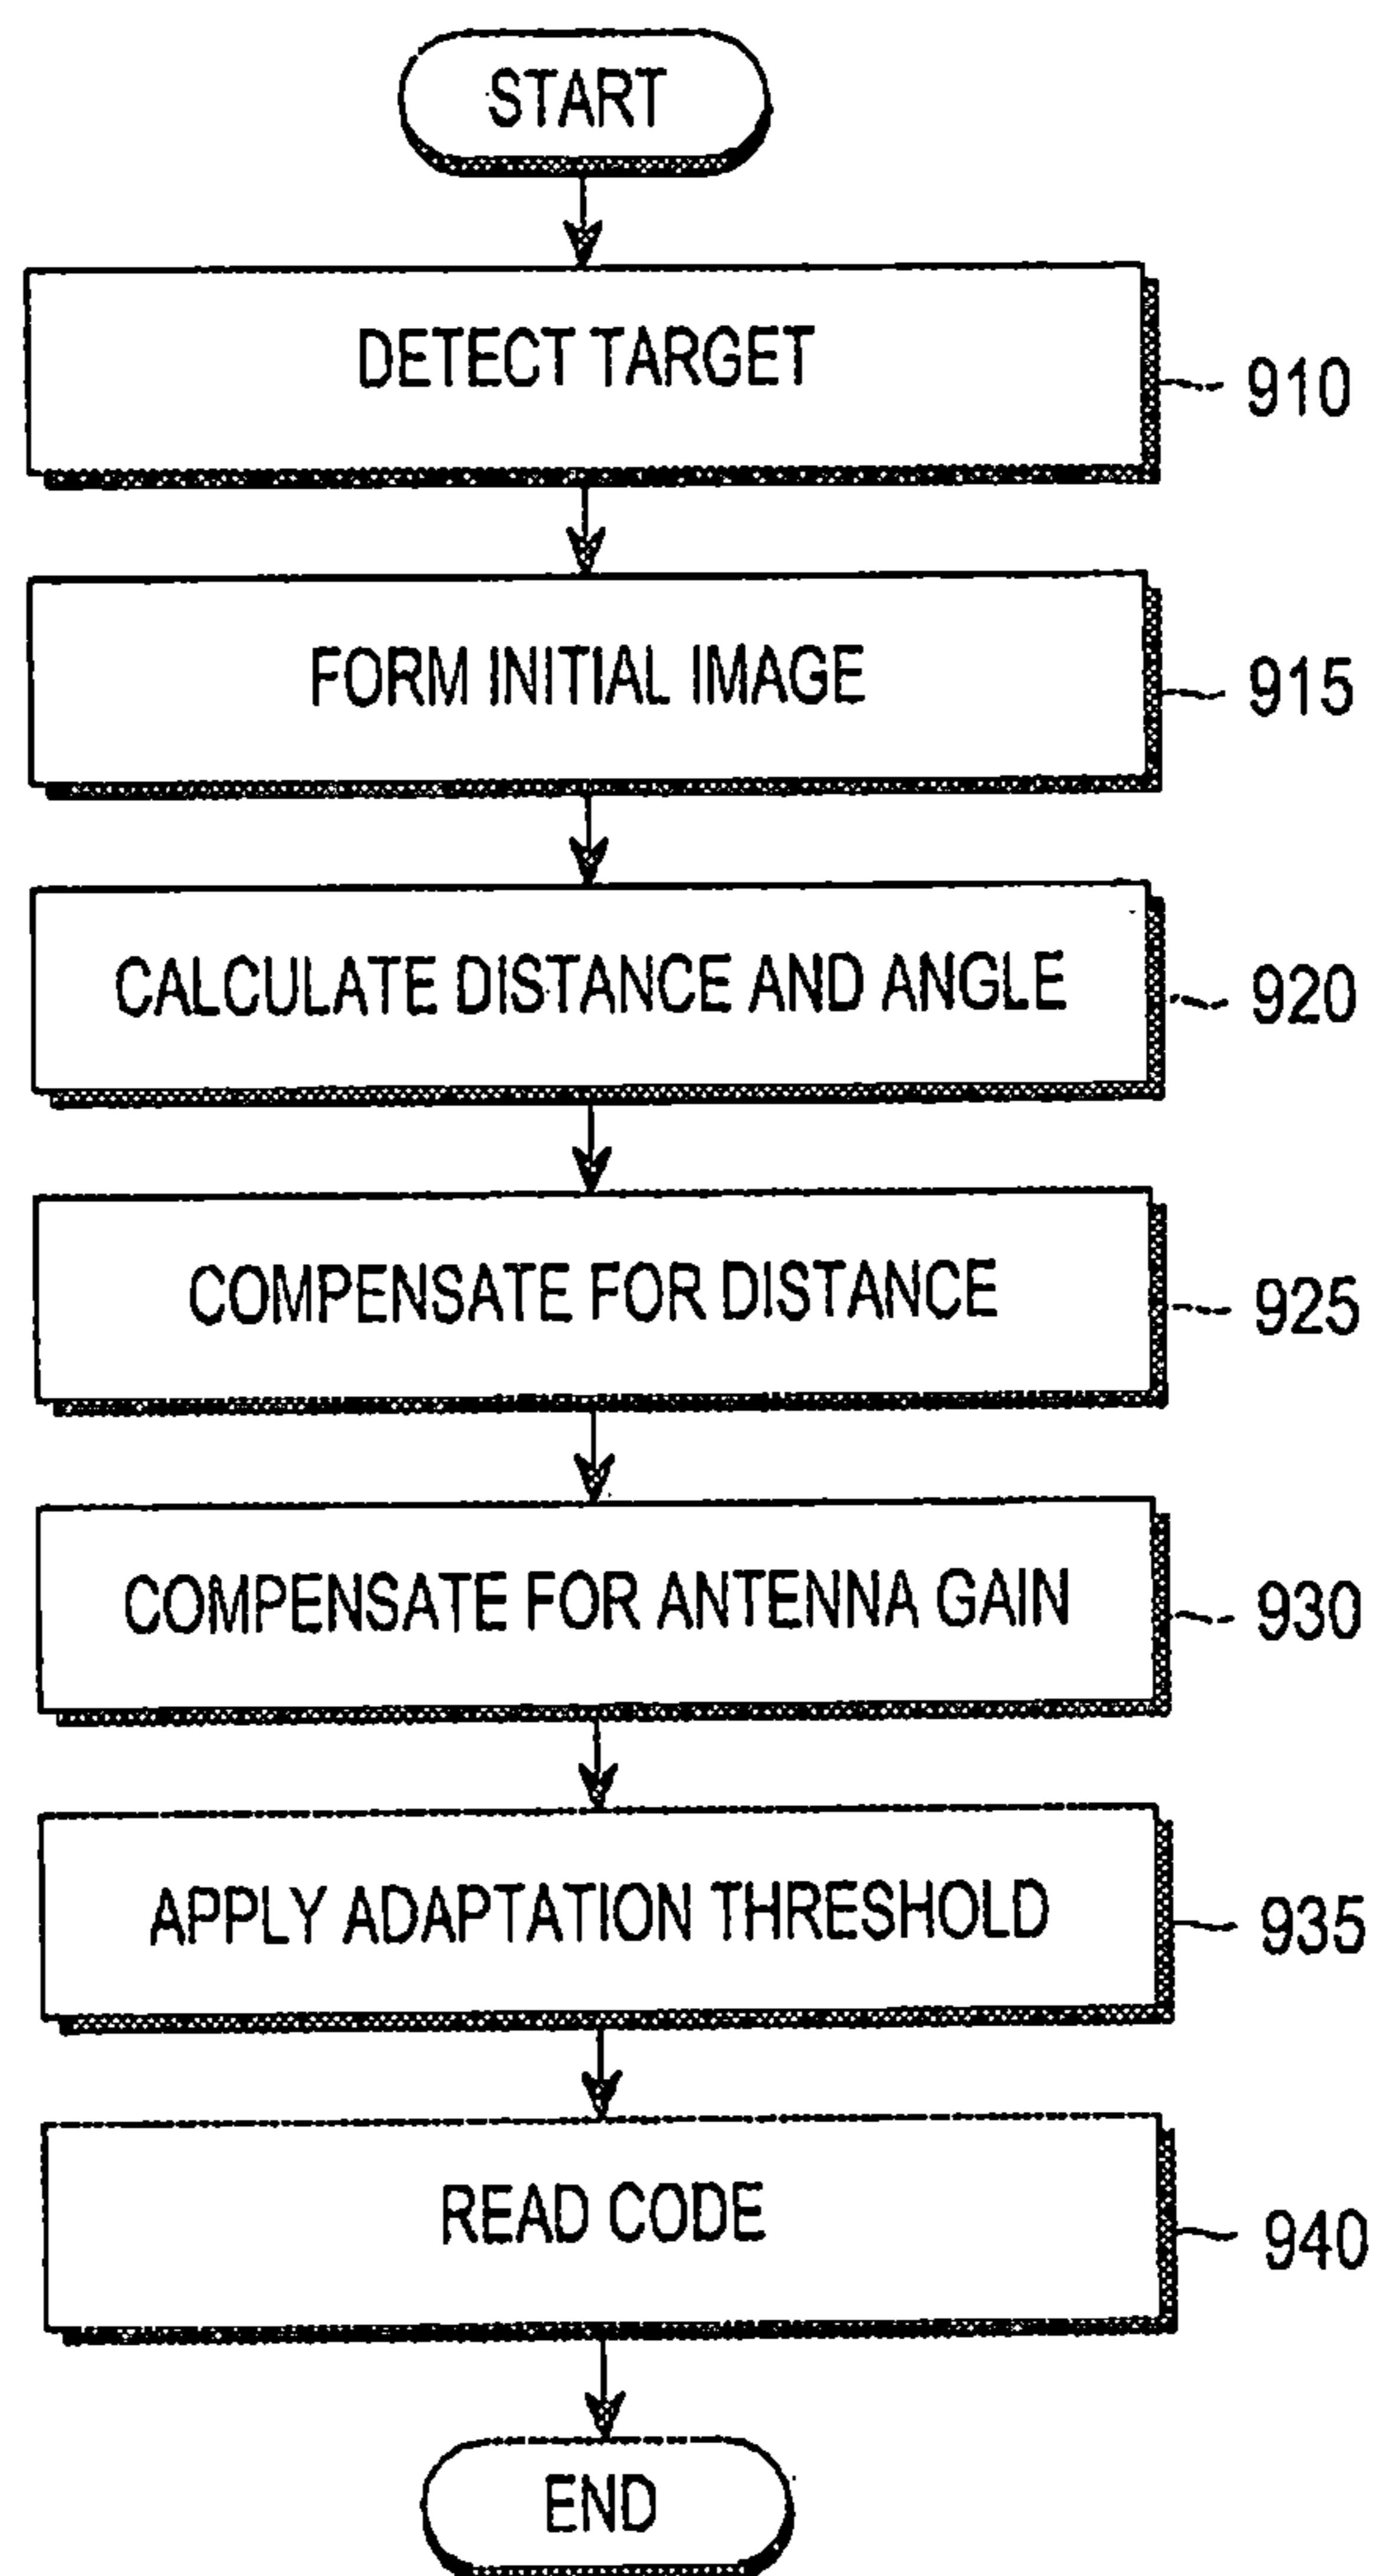 START
DETECT TARGET
910
FORM INITIAL IMAGE
915
CALCULATE DISTANCE AND ANGLE
920
COMPENSATE FOR DISTANCE
925
COMPENSATE FOR ANTENNA GAIN
930
APPLY ADAPTATION THRESHOLD
935
READ CODE
940
END